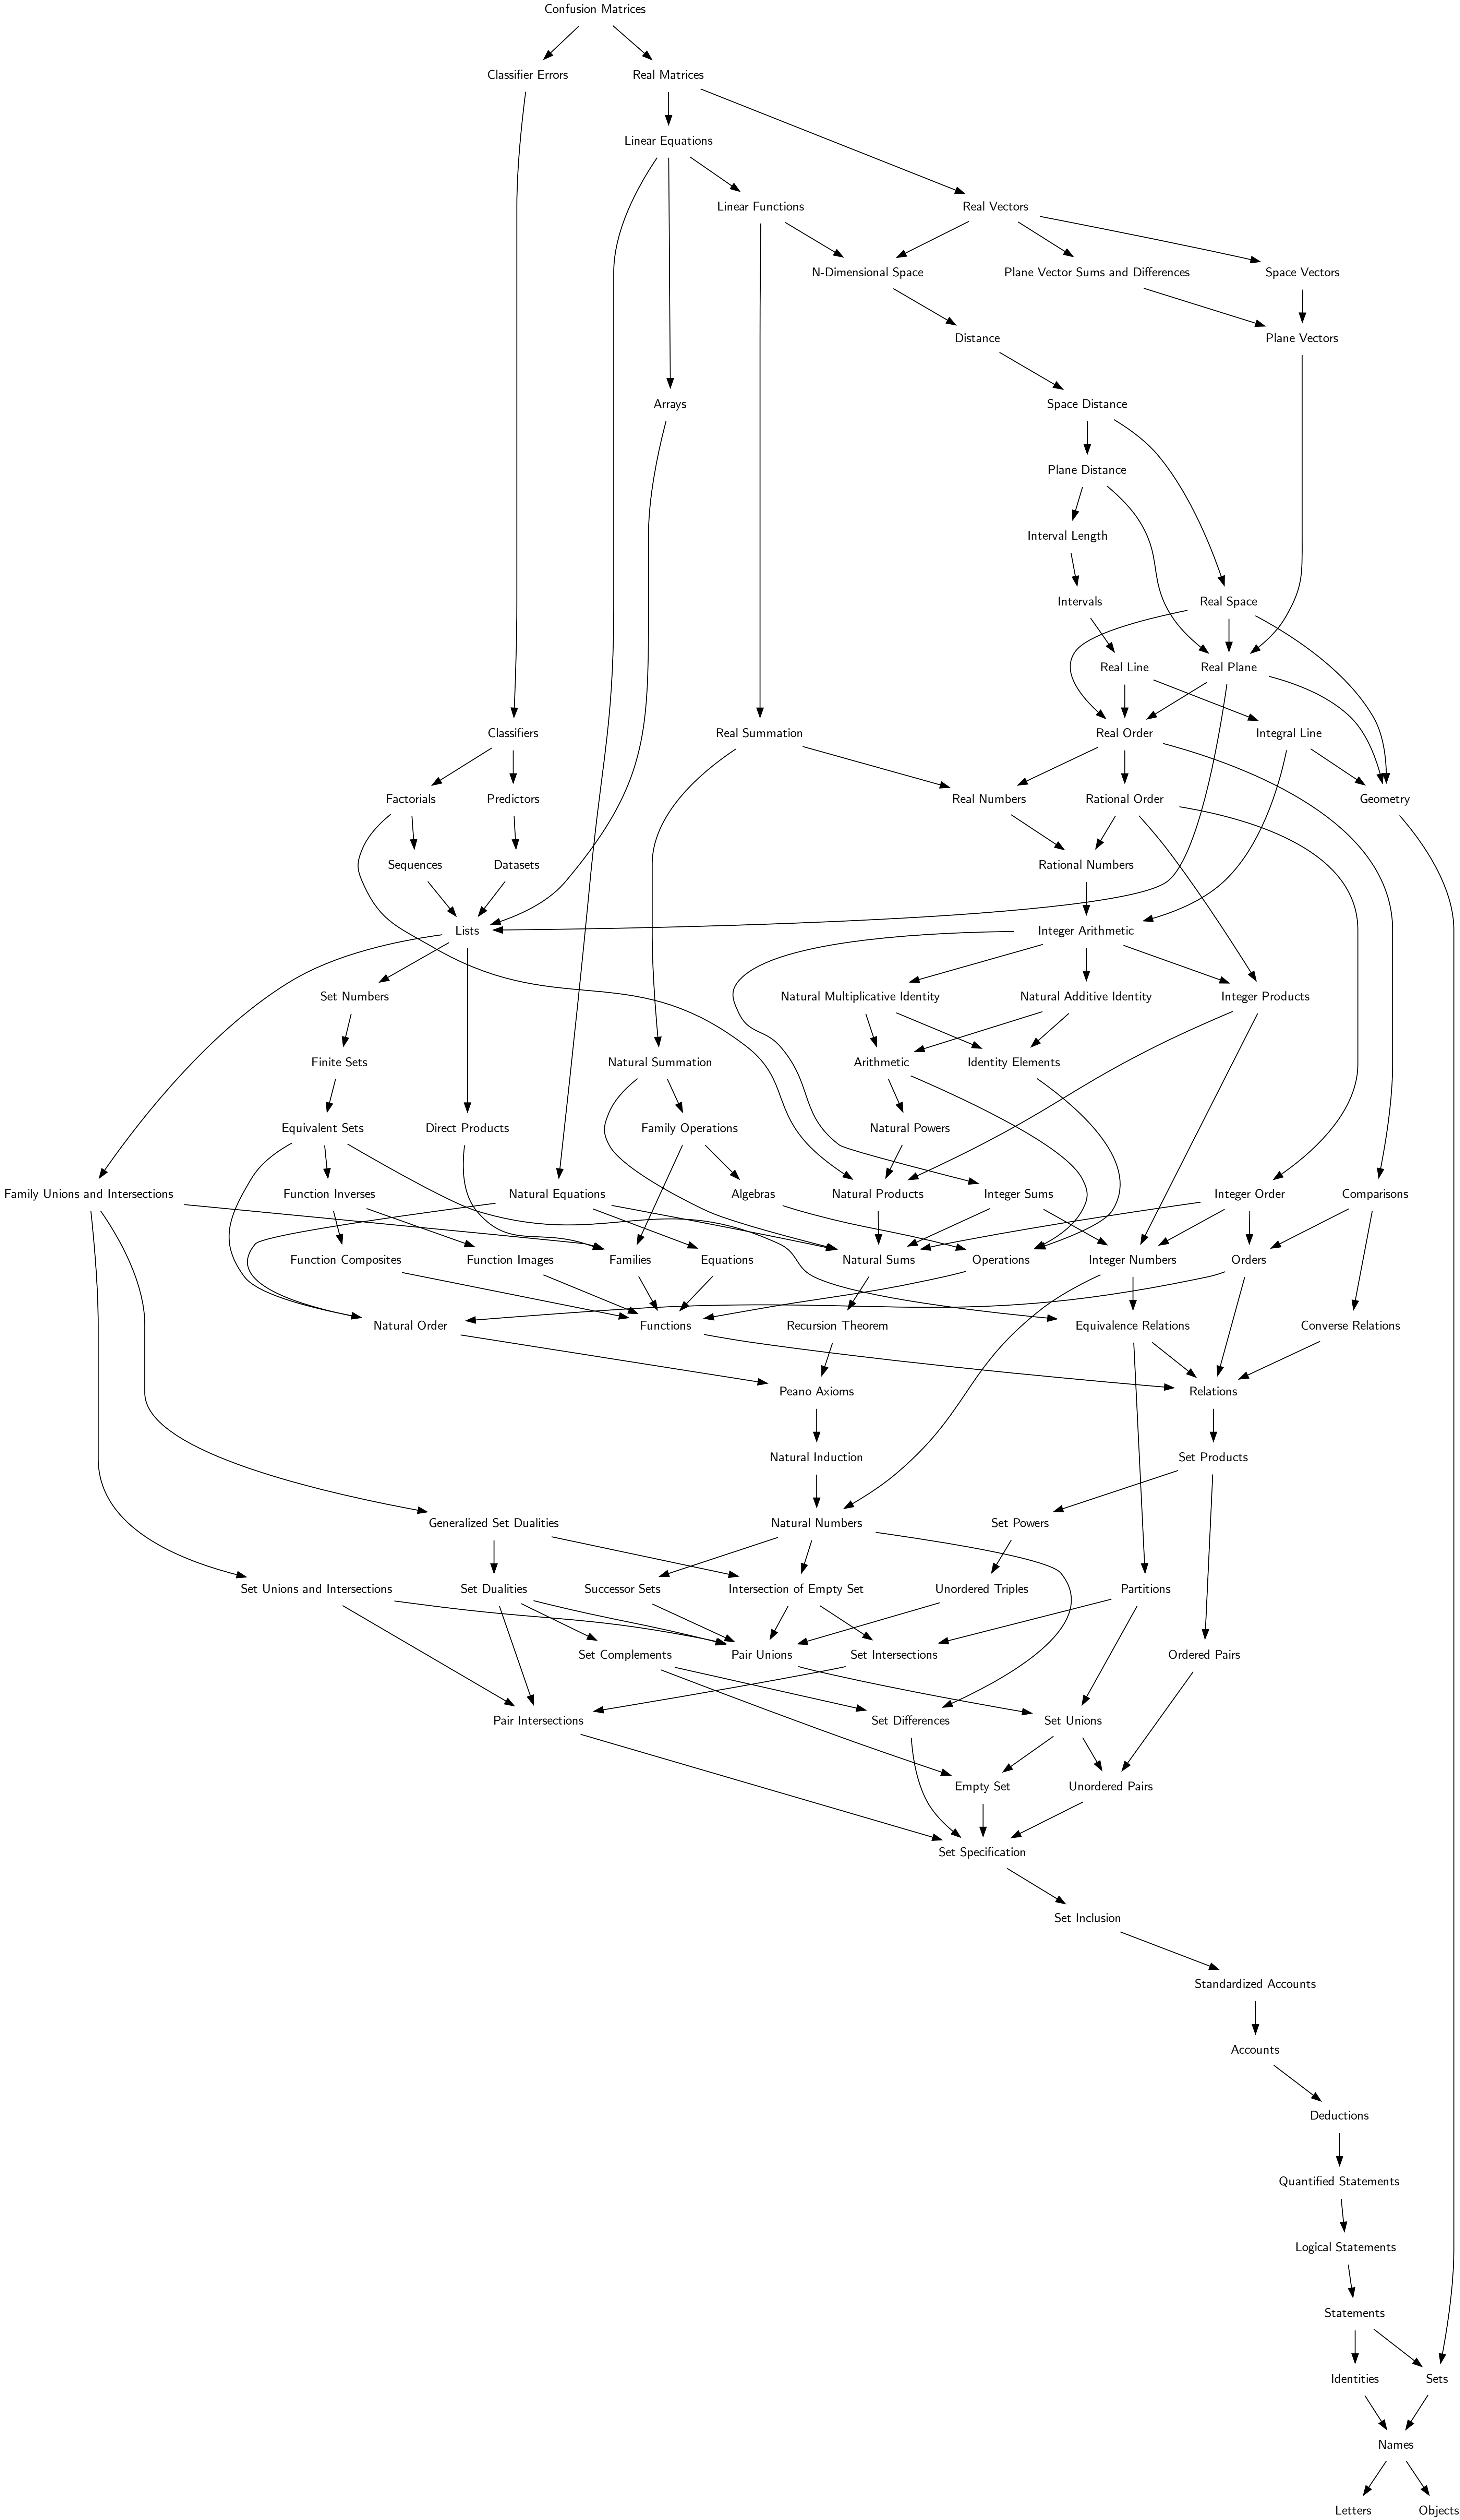 Confusion Matrices
Classifier Errors
Real Matrices
Linear Equations
Linear Functions
Real Vectors
N-Dimensional Space
Plane Vector Sums and Differences
Space Vectors
Distance
Plane Vectors
Arrays
Space Distance
Plane Distance
Interval Length
Intervals
Real Space
Real Line
Real Plane
Classifiers
Real Summation
Real Order
Integral Line
Factorials
Predictors
Real Numbers
Rational Order
Geometry
Sequences
Datasets
Rational Numbers
Lists
Integer Arithmetic
Set Numbers
Natural Multiplicative Identity
Natural Additive Identity
Integer Products
Finite Sets
Natural Summation
Arithmetic
Identity Elements
Equivalent Sets
Direct Products
Family Operations
Natural Powers
Family Unions and Intersections
Function Inverses
Natural Equations
Algebras
Natural Products
Integer Sums
Integer Order
Comparisons
Function Composites
Function Images
Families
Equations
Natural Sums
Operations
Integer Numbers
Orders
Natural Order
Functions
Recursion Theorem
Equivalence Relations
Converse Relations
Peano Axioms
Relations
Natural Induction
Set Products
Generalized Set Dualities
Natural Numbers
Set Powers
Set Unions and Intersections
Set Dualities
Successor Sets
Intersection of Empty Set
Unordered Triples
Partitions
Set Complements
Pair Unions
Set Intersections
Ordered Pairs
Pair Intersections
Set Differences
Set Unions
Empty Set
Unordered Pairs
Set Specification
Set Inclusion
Standardized Accounts
Accounts
Deductions
Quantified Statements
Logical Statements
Statements
Identities
Sets
Names
Letters
Objects